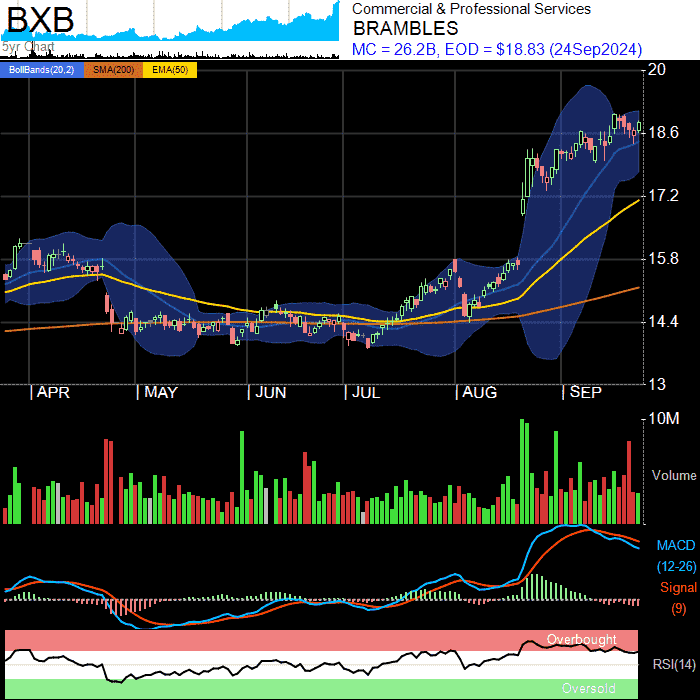 BXB
5yr Chart
Commercial & Professional Services
BRAMBLES
MC = 26.2B, EOD = $18.83 (24Sep2024)
BollBands(20,2) SMA(200) EMA(50)
20
18.6
17.2
15.8
14.4
13
APR MAY JUN JUL AUG SEP
10M
Volume
MACD
(12-26)
Signal
(9)
Overbought
RSI(14)
Oversold